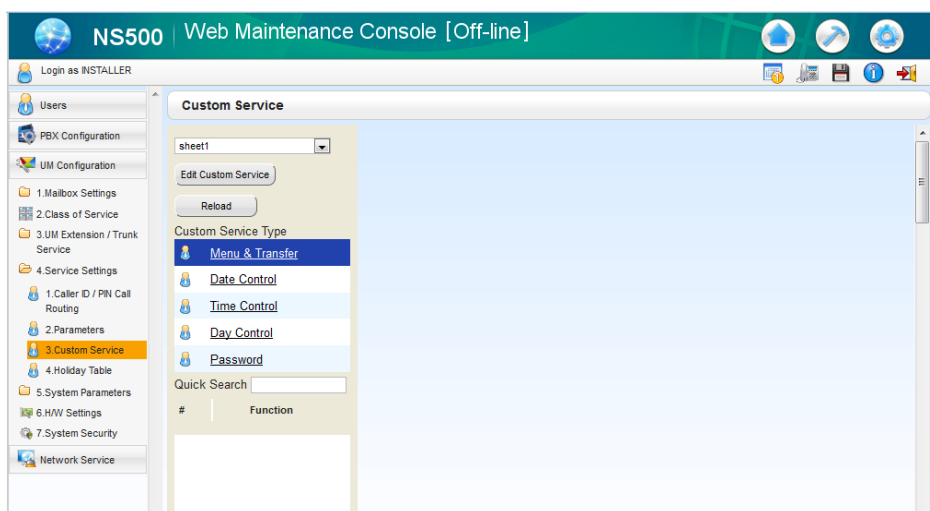 NS500 Web Maintenance Console [Off-line]
Login as INSTALLER
Users
PBX Configuration
UM Configuration
1.Mailbox Settings
2.Class of Service
3.UM Extension / Trunk
Service
4.Service Settings
1.Caller ID / PIN Call
Routing
2.Parameters
3.Custom Service
4.Holiday Table
5.System Parameters
6.H/W Settings
7.System Security
Network Service
Custom Service
sheet1
Edit Custom Service
Reload
Custom Service Type
Menu & Transfer
Date Control
Time Control
Day Control
Password
Quick Search
# Function